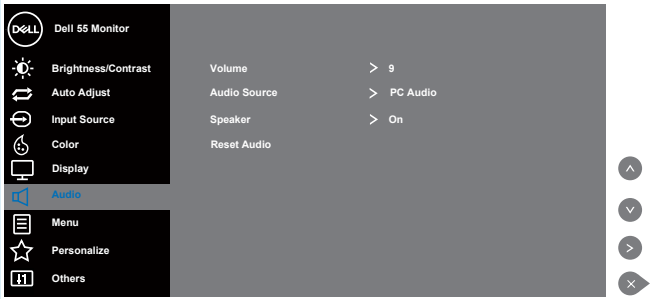 DELL Dell 55 Monitor
Brightness/Contrast Volume > 9
Auto Adjust Audio Source > PC Audio
Input Source Speaker > On
Color Reset Audio
Display
Audio
Menu
Personalize
Others